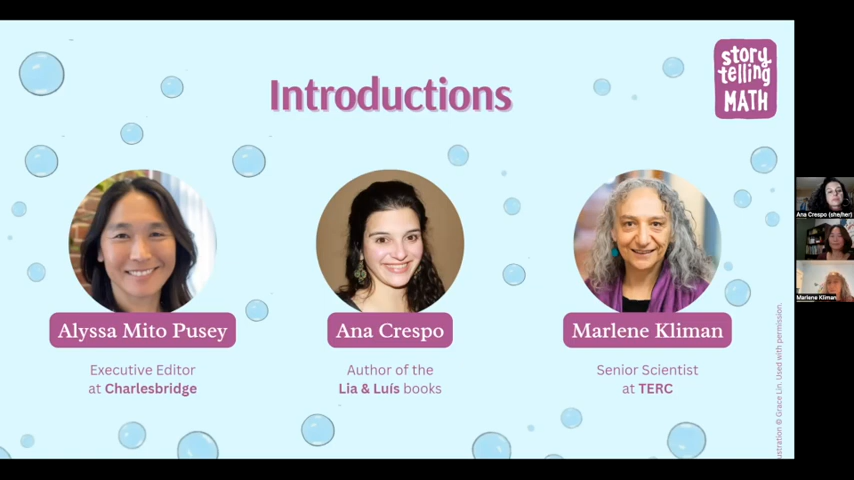 Introductions
story
telling
MATH
Alyssa Mito Pusey
Executive Editor
at Charlesbridge
Ana Crespo
Author of the
Lia & Luís books
Marlene Kliman
Senior Scientist
at TERC
Ana Crespo (she/her)
Marlene Kliman
ustration © Grace Lin. Used with permission.